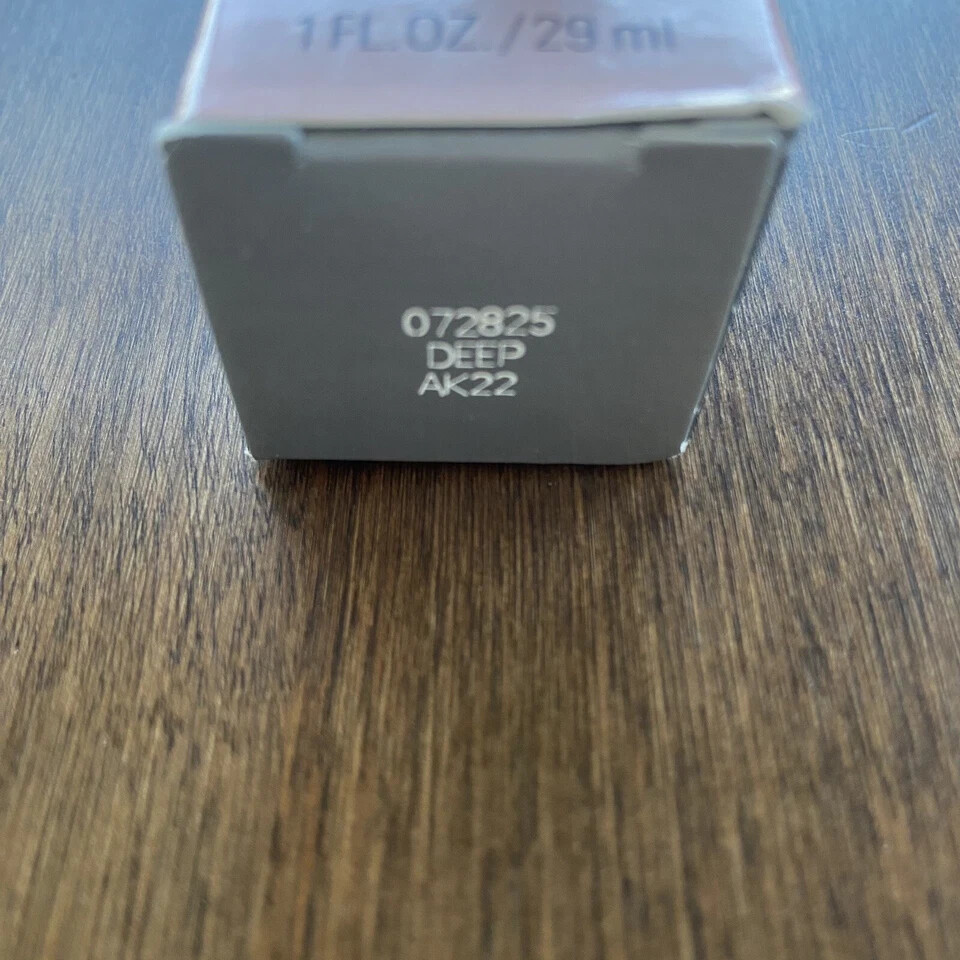 1 FL.OZ. / 29 ml
072825
DEEP
AK22